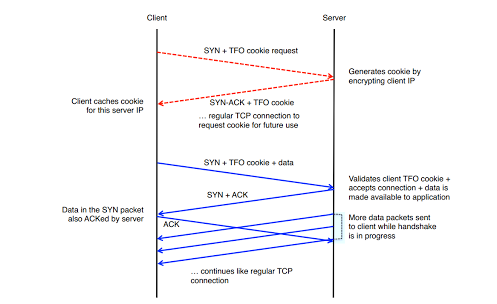 Client
Server
SYN + TFO cookie request
Generates cookie by
encrypting client IP
Client caches cookie
for this server IP
SYN-ACK + TFO cookie
... regular TCP connection to
request cookie for future use
SYN + TFO cookie + data
Validates client TFO cookie +
accepts connection + data is
made available to application
SYN + ACK
Data in the SYN packet
also ACKed by server
ACK
More data packets sent
to client while handshake
is in progress
... continues like regular TCP
connection